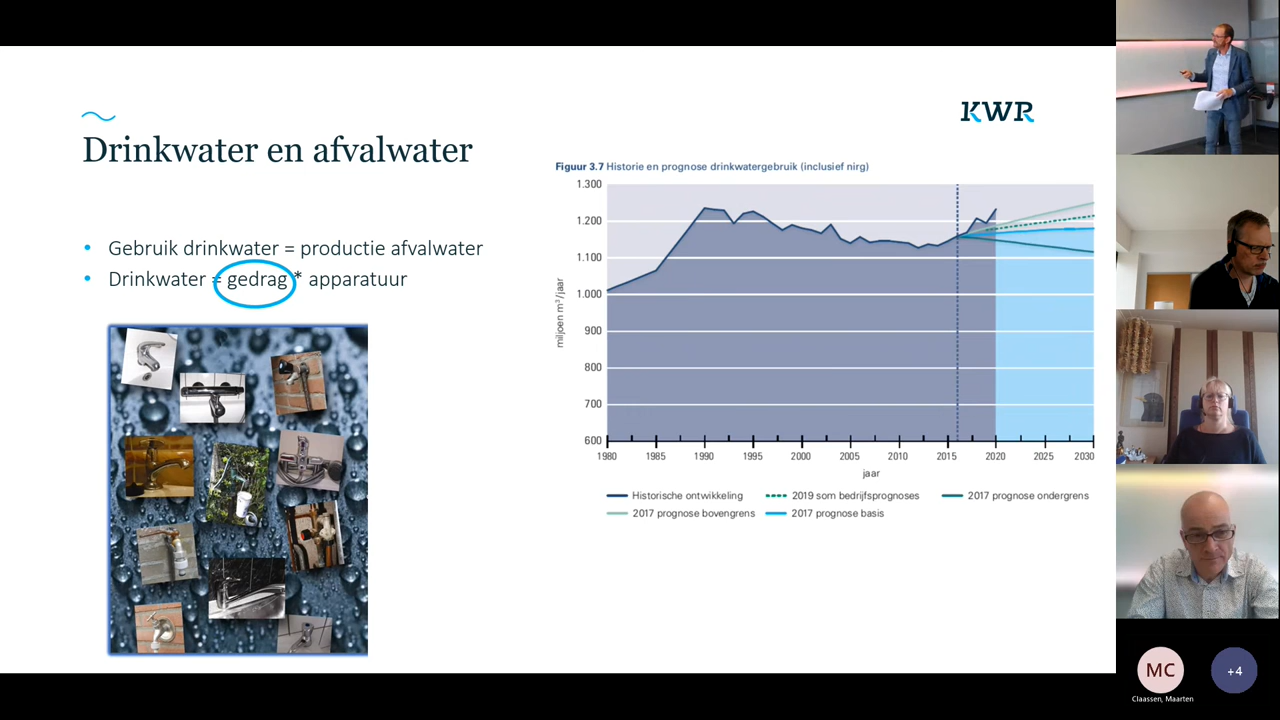 KWR
Drinkwater en afvalwater
• Gebruik drinkwater = productie afvalwater
• Drinkwater = gedrag * apparatuur
Figuur 3.7 Historie en prognose drinkwatergebruik (inclusief nirg)
miljoen m³/jaar
1.300
1.200
1.100
1.000
900
800
700
600
1980 1985 1990 1995 2000 2005 2010 2015 2020 2025 2030
jaar
Historische ontwikkeling 2019 som bedrijfsprognoses 2017 prognose ondergrens
2017 prognose bovengrens 2017 prognose basis
MC +4
Claassen, Maarten